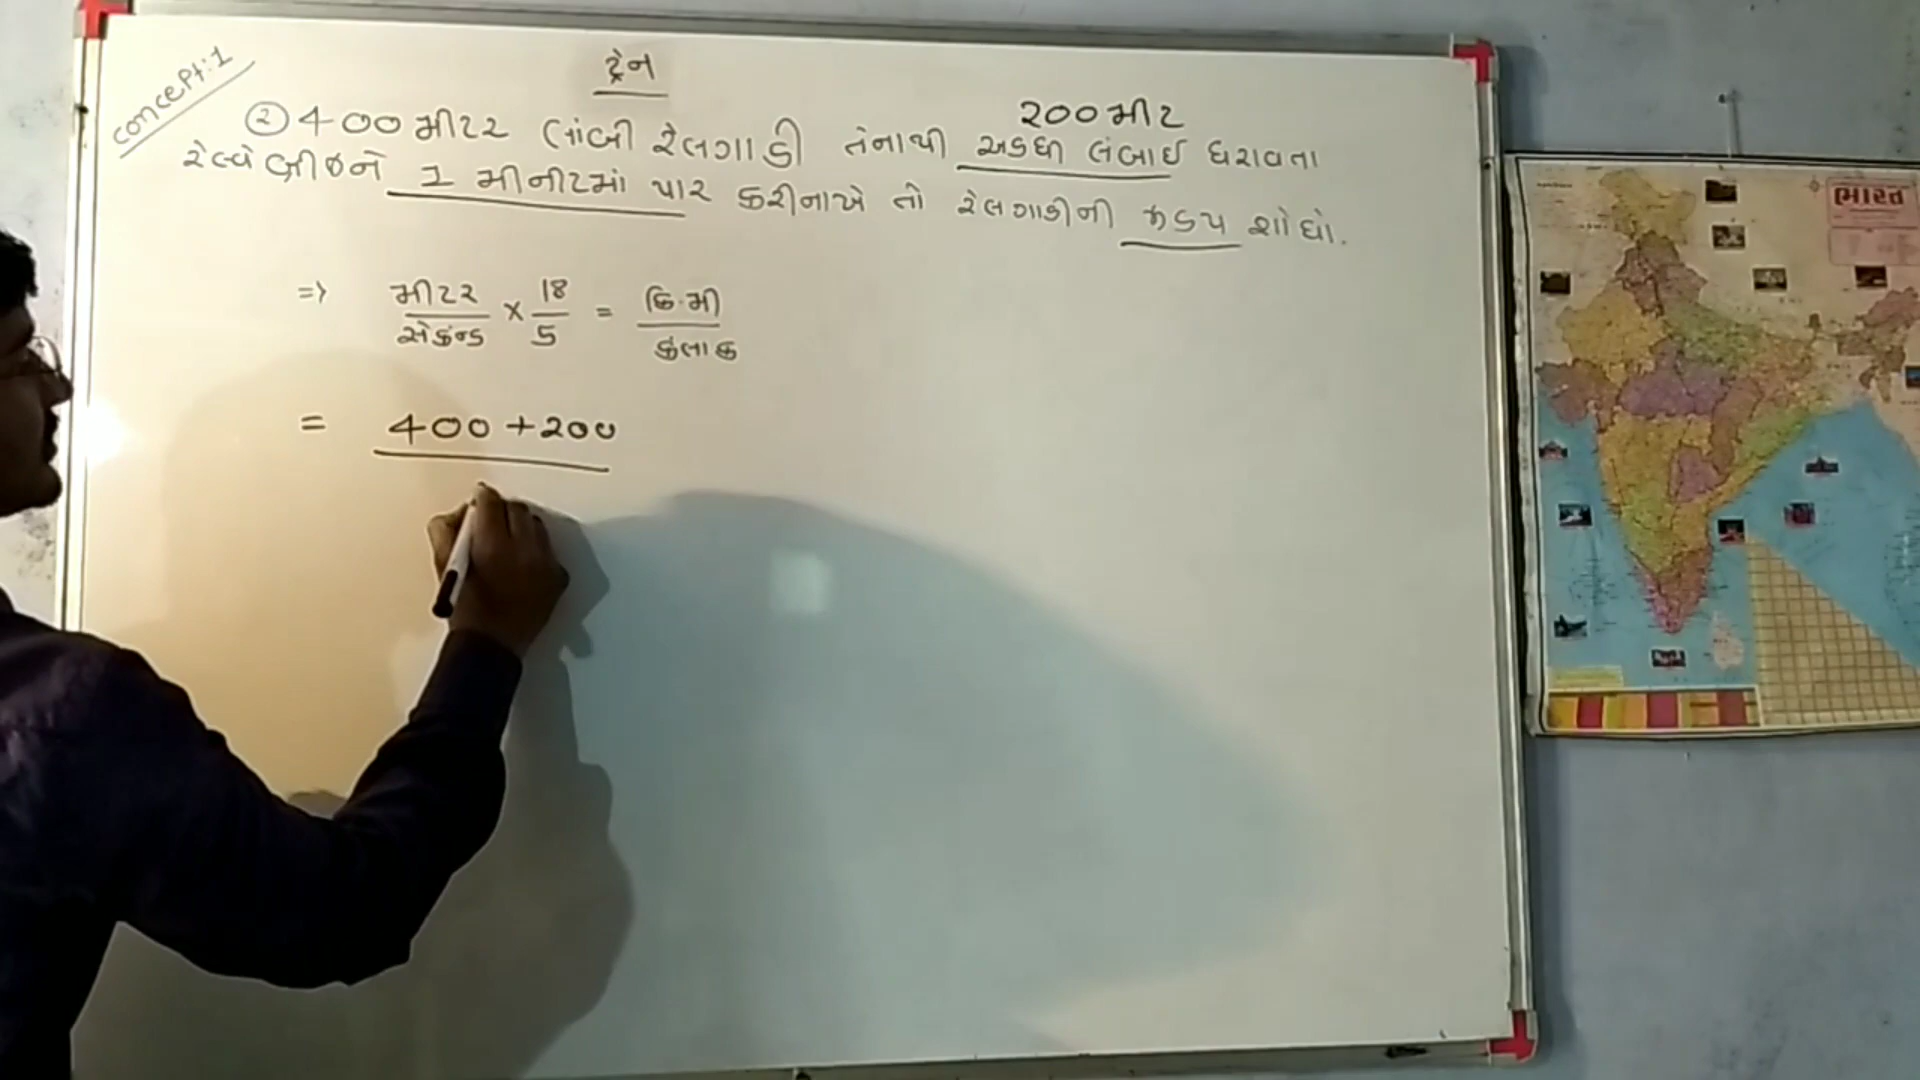 concept:1
ટ્રેન
200 મીટ
② 400 મીટર લાંબી રેલગાડી તેનાથી અડધી લંબાઈ ધરાવતા
રેલ્વે બ્રીજને 1 મીનીટમાં પાર કરીનાખે તો રેલગાડીની ઝડપ શોધો.
=> મીટર/સેકન્ડ × 18/5 = કિ.મી/કલાક
= 400 + 200
ભારત